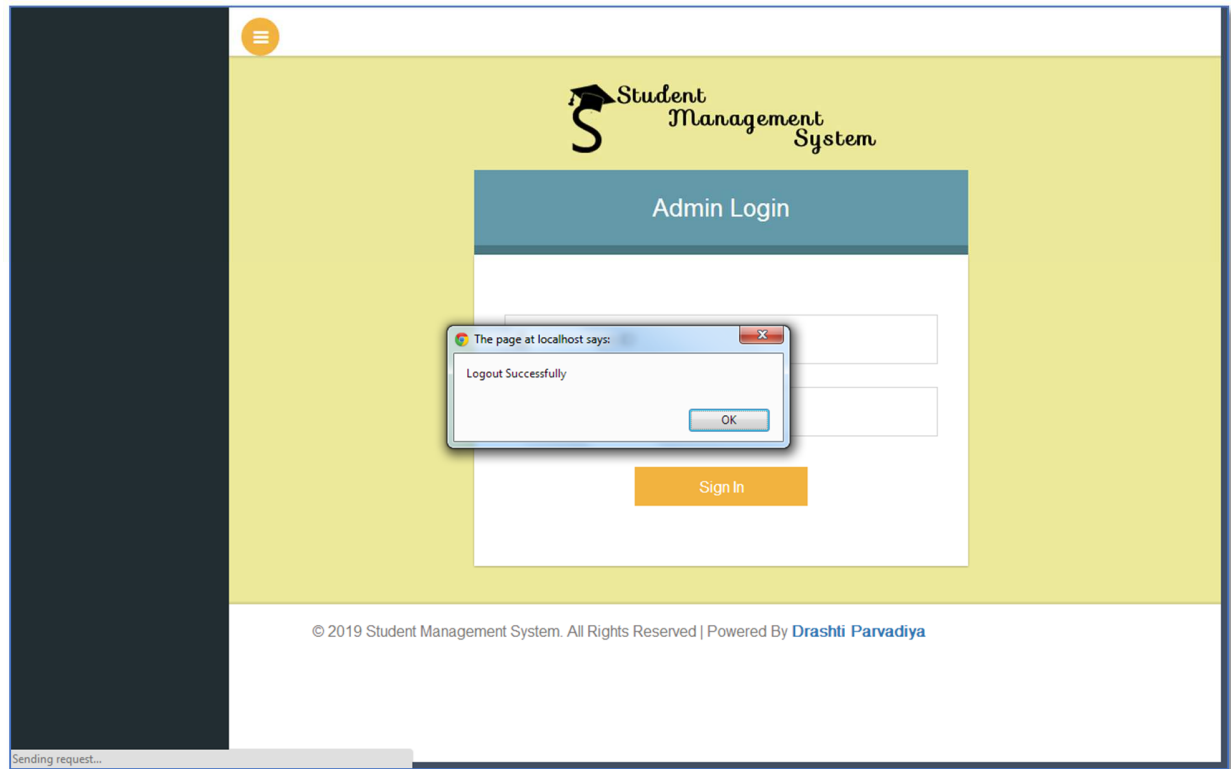 Student
Management
System
Admin Login
The page at localhost says:
Logout Successfully
OK
Sign In
© 2019 Student Management System. All Rights Reserved | Powered By Drashti Parvadiya
Sending request...